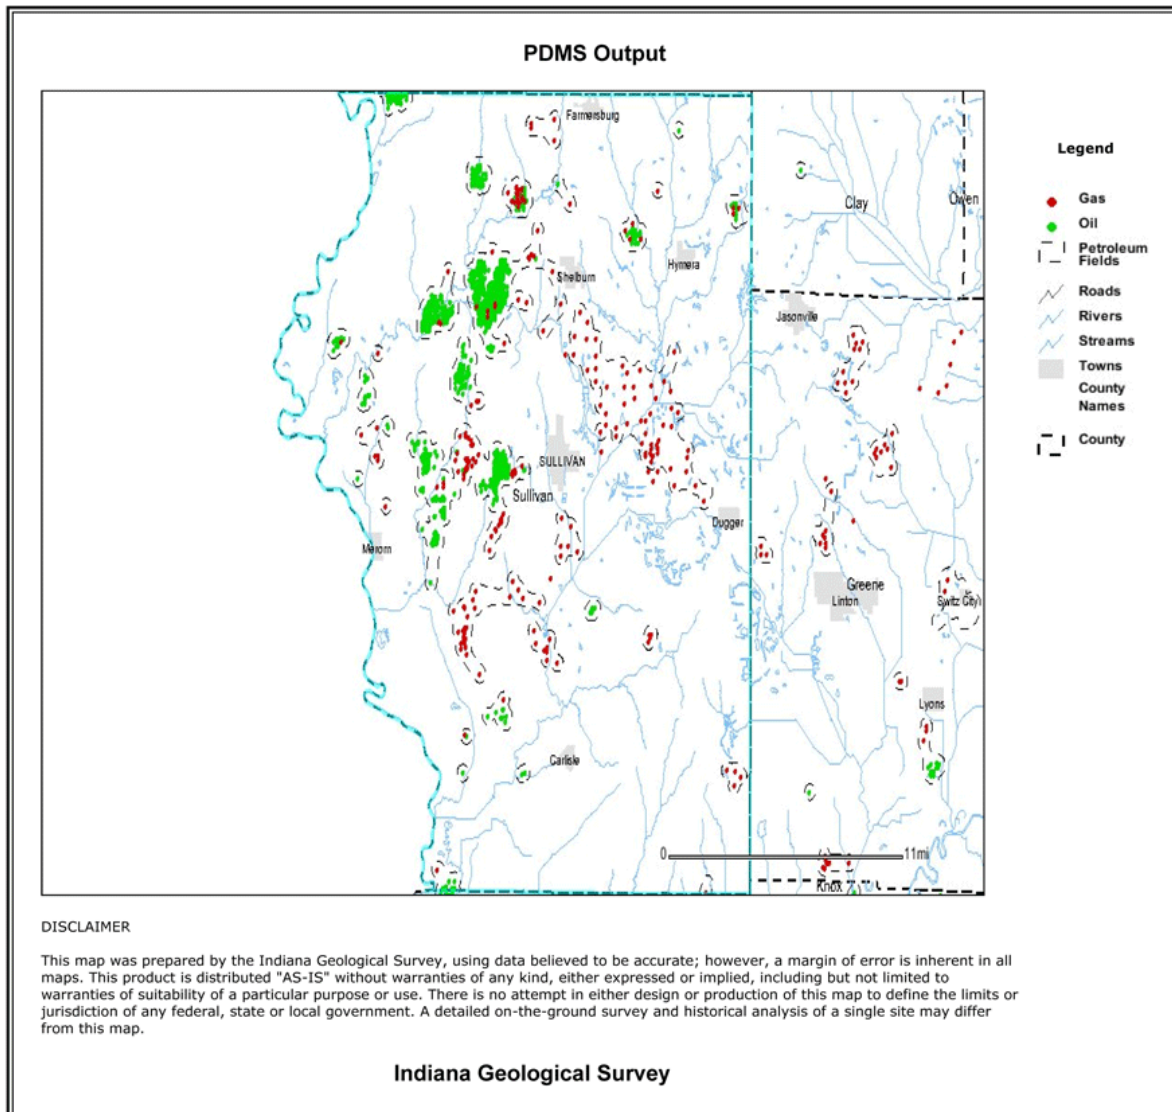 PDMS Output
Farmersburg
Clay
Owen
Shelburn
Hymera
Jasonville
SULLIVAN
Sullivan
Dugger
Merom
Greene
Linton
Switz City
Lyons
Carlisle
0 11mi
Knox
Legend
Gas
Oil
Petroleum
Fields
Roads
Rivers
Streams
Towns
County
Names
County
DISCLAIMER
This map was prepared by the Indiana Geological Survey, using data believed to be accurate; however, a margin of error is inherent in all
maps. This product is distributed "AS-IS" without warranties of any kind, either expressed or implied, including but not limited to
warranties of suitability of a particular purpose or use. There is no attempt in either design or production of this map to define the limits or
jurisdiction of any federal, state or local government. A detailed on-the-ground survey and historical analysis of a single site may differ
from this map.
Indiana Geological Survey